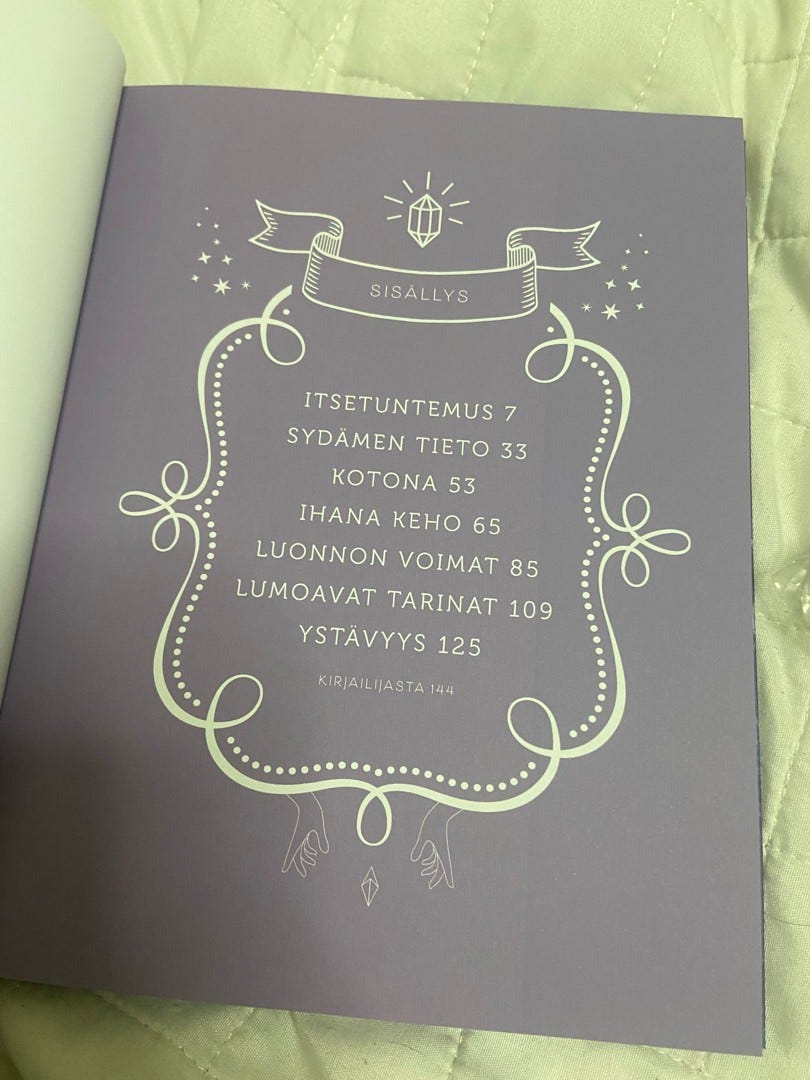 SISÄLLYS
ITSETUNTEMUS 7
SYDÄMEN TIETO 33
KOTONA 53
IHANA KEHO 65
LUONNON VOIMAT 85
LUMOAVAT TARINAT 109
YSTÄVYYS 125
KIRJAILIJASTA 144